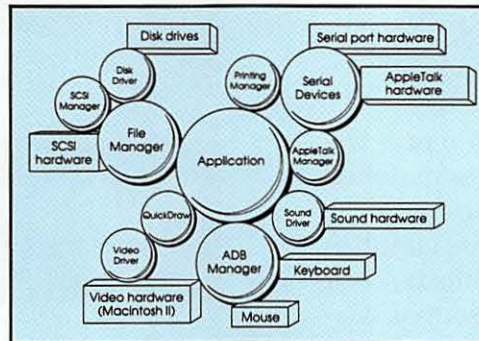 Disk drives
Serial port hardware
Disk
Driver
Printing
Manager
Serial
Devices
AppleTalk
hardware
SCSI
Manager
File
Manager
SCSI
hardware
Application
AppleTalk
Manager
QuickDraw
Sound
Driver
Sound hardware
Video
Driver
ADB
Manager
Keyboard
Video hardware
(Macintosh II)
Mouse